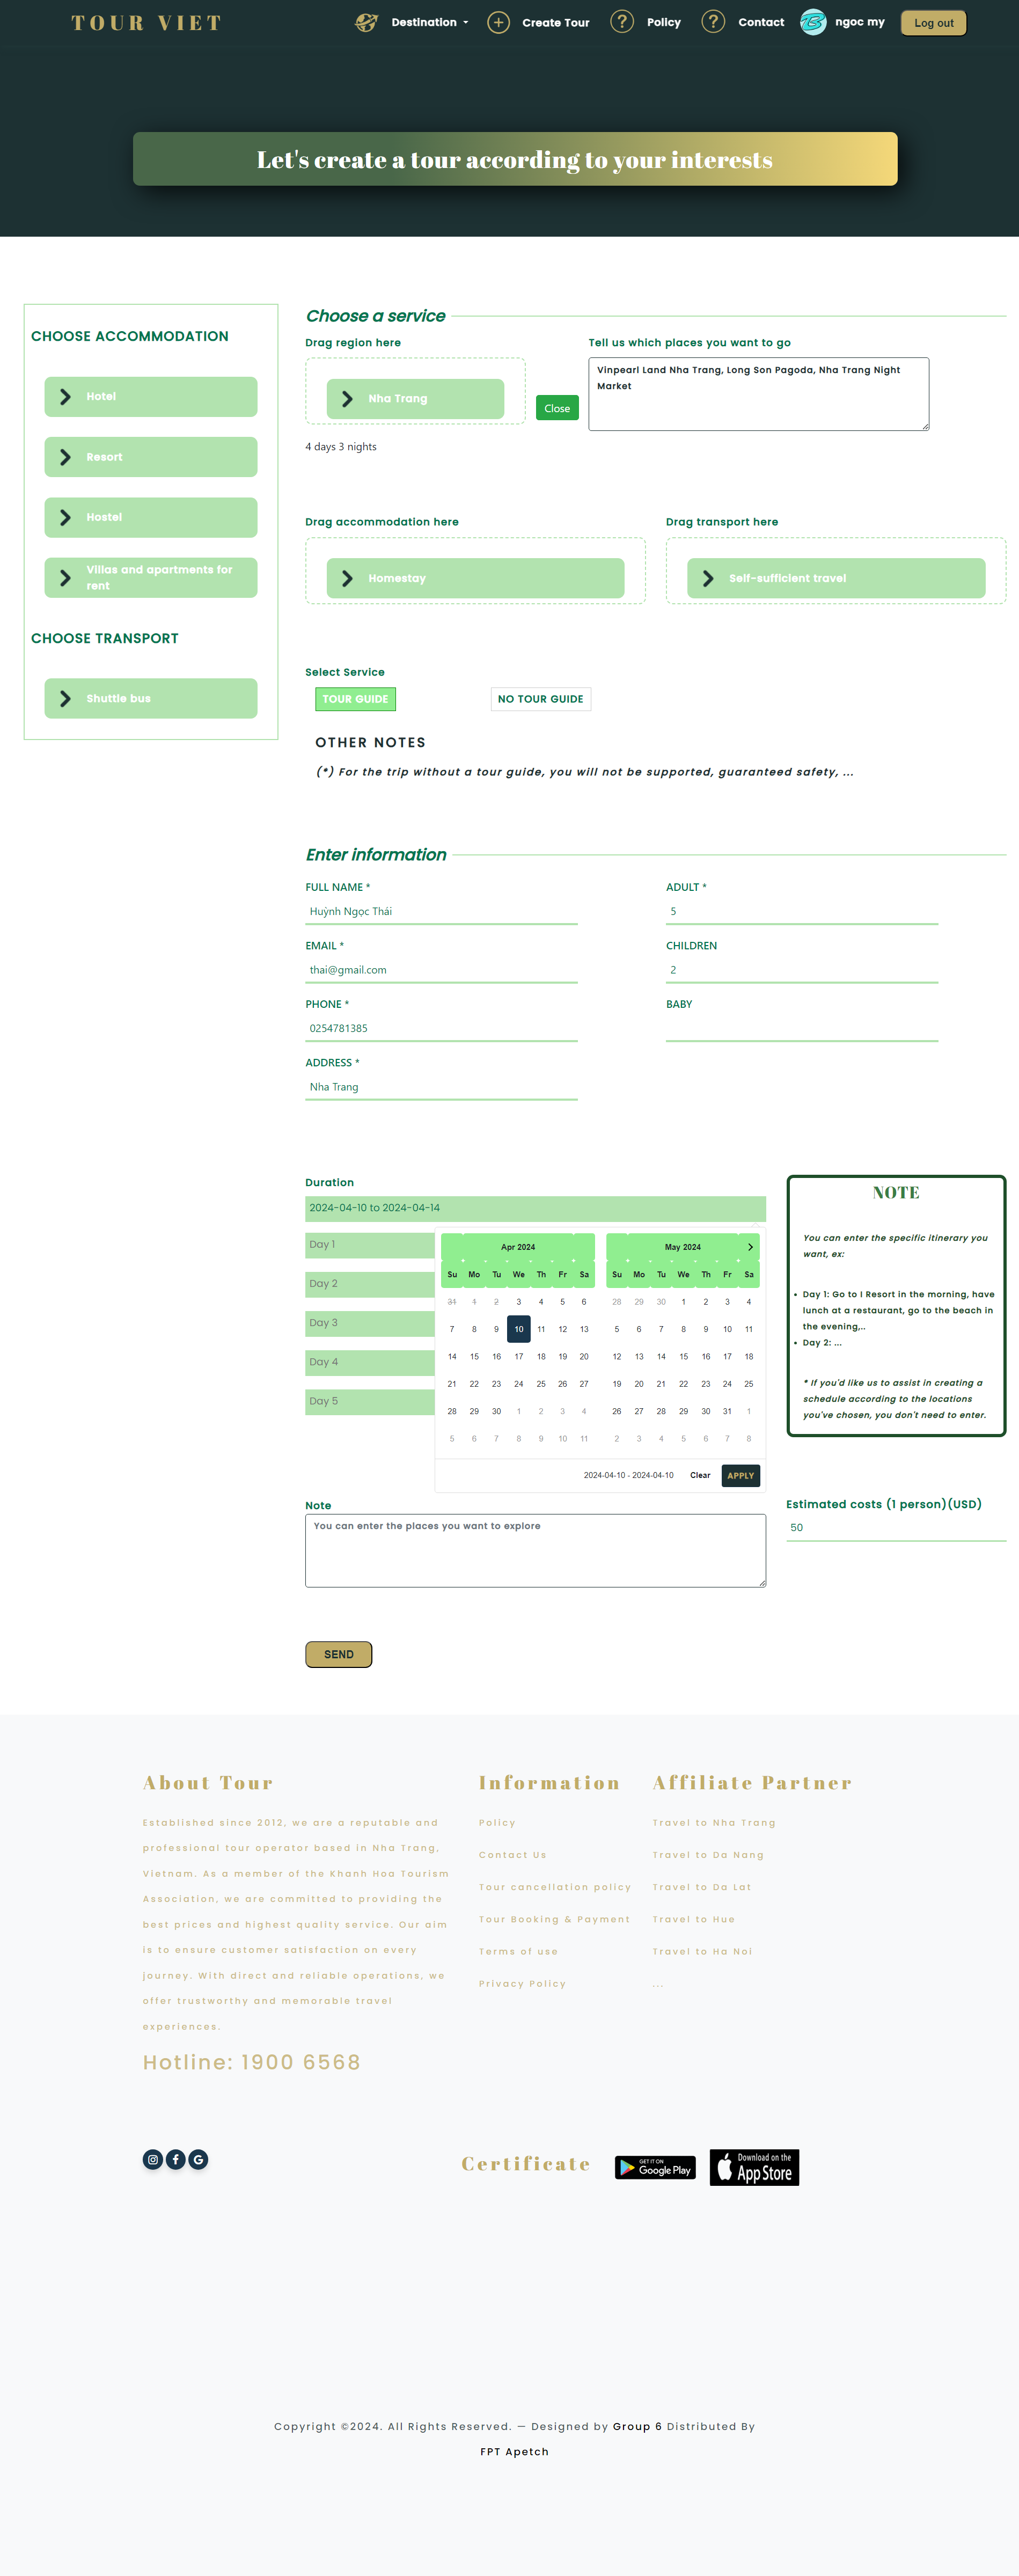 TOUR VIET
Destination
Create Tour
? Policy
? Contact
ngoc my
Log out
Let's create a tour according to your interests
CHOOSE ACCOMMODATION
Hotel
Resort
Hostel
Villas and apartments for
rent
CHOOSE TRANSPORT
Shuttle bus
Choose a service
Drag region here
Nha Trang
Close
Tell us which places you want to go
Vinpearl Land Nha Trang, Long Son Pagoda, Nha Trang Night
Market
4 days 3 nights
Drag accommodation here
Homestay
Drag transport here
Self-sufficient travel
Select Service
TOUR GUIDE
NO TOUR GUIDE
OTHER NOTES
(*) For the trip without a tour guide, you will not be supported, guaranteed safety, ...
Enter information
FULL NAME *
Huỳnh Ngọc Thái
EMAIL *
thai@gmail.com
PHONE *
0254781385
ADDRESS *
Nha Trang
ADULT *
5
CHILDREN
2
BABY
Duration
2024-04-10 to 2024-04-14
Day 1
Day 2
Day 3
Day 4
Day 5
Apr 2024
Su Mo Tu We Th Fr Sa
31 1 2 3 4 5 6
7 8 9 10 11 12 13
14 15 16 17 18 19 20
21 22 23 24 25 26 27
28 29 30 1 2 3 4
5 6 7 8 9 10 11
May 2024
Su Mo Tu We Th Fr Sa
28 29 30 1 2 3 4
5 6 7 8 9 10 11
12 13 14 15 16 17 18
19 20 21 22 23 24 25
26 27 28 29 30 31 1
2 3 4 5 6 7 8
2024-04-10 - 2024-04-10 Clear APPLY
NOTE
You can enter the specific itinerary you
want, ex:
• Day 1: Go to I Resort in the morning, have
lunch at a restaurant, go to the beach in
the evening,..
• Day 2: ...
* If you'd like us to assist in creating a
schedule according to the locations
you've chosen, you don't need to enter.
Note
You can enter the places you want to explore
Estimated costs (1 person)(USD)
50
SEND
About Tour
Established since 2012, we are a reputable and
professional tour operator based in Nha Trang,
Vietnam. As a member of the Khanh Hoa Tourism
Association, we are committed to providing the
best prices and highest quality service. Our aim
is to ensure customer satisfaction on every
journey. With direct and reliable operations, we
offer trustworthy and memorable travel
experiences.
Hotline: 1900 6568
Information
Policy
Contact Us
Tour cancellation policy
Tour Booking & Payment
Terms of use
Privacy Policy
Affiliate Partner
Travel to Nha Trang
Travel to Da Nang
Travel to Da Lat
Travel to Hue
Travel to Ha Noi
...
Certificate
GET IT ON
Google Play
Download on the
App Store
Copyright ©2024. All Rights Reserved. — Designed by Group 6 Distributed By
FPT Apetch